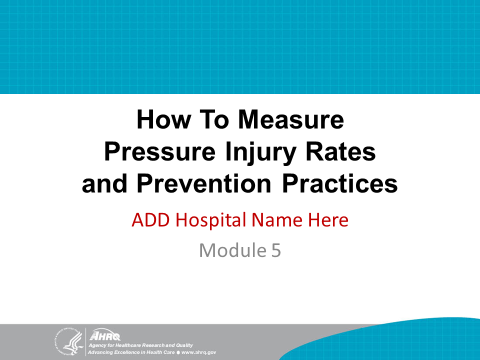 How To Measure
Pressure Injury Rates
and Prevention Practices
ADD Hospital Name Here
Module 5
AHRQ
Agency for Healthcare Research and Quality
Advancing Excellence in Health Care ■ www.ahrq.gov